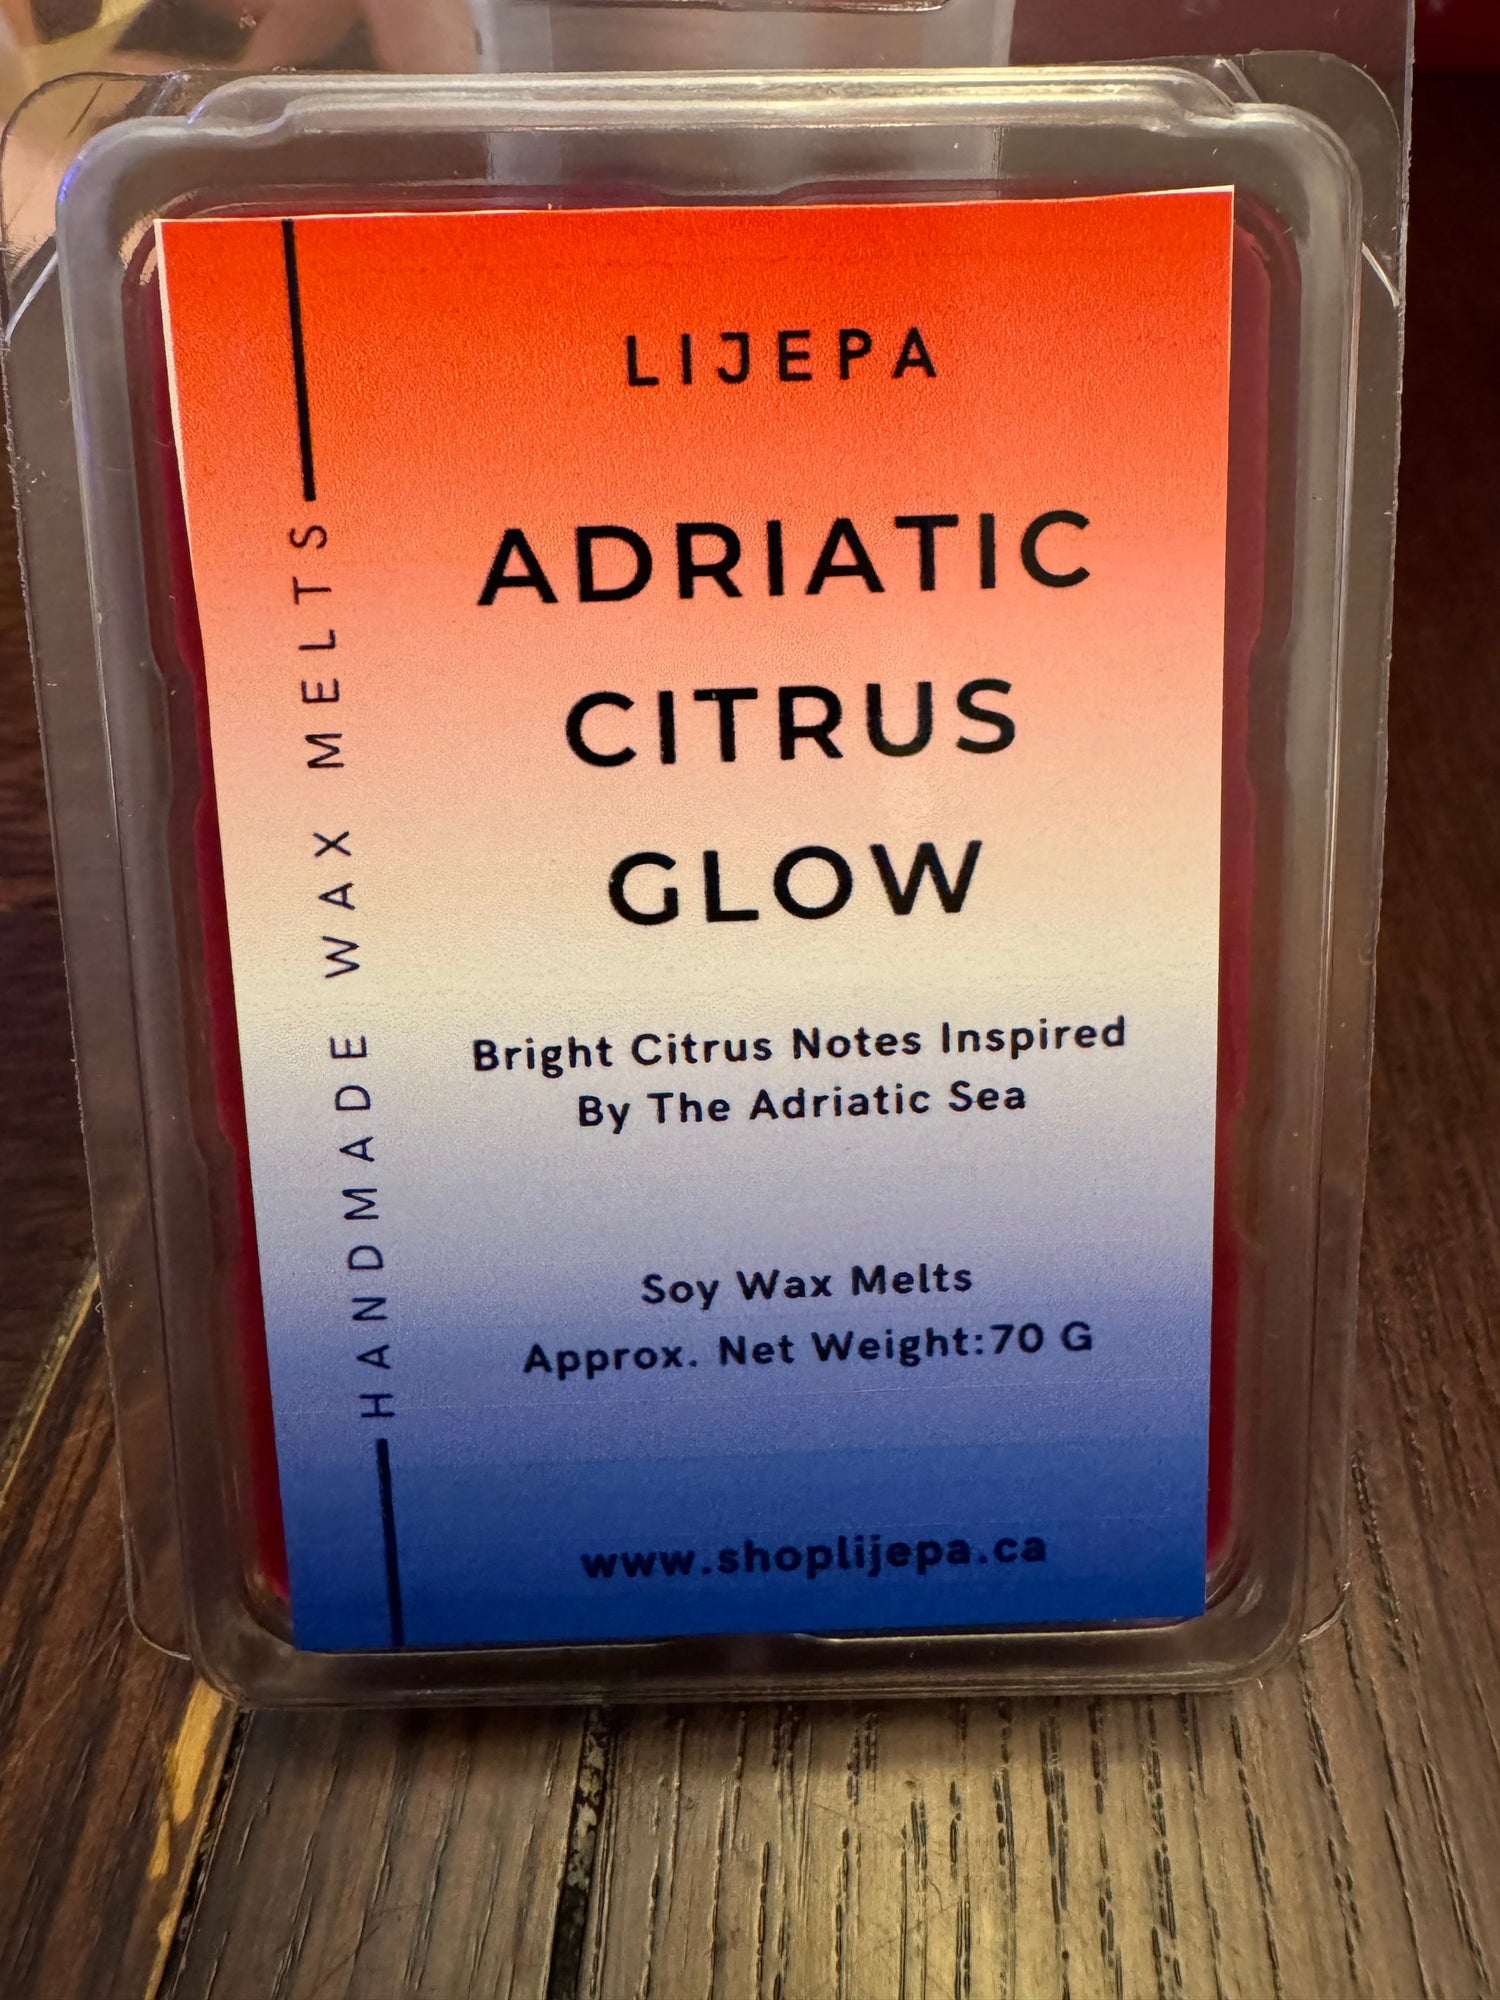 LIJEPA
ADRIATIC
CITRUS
GLOW
Bright Citrus Notes Inspired
By The Adriatic Sea
Soy Wax Melts
Approx. Net Weight:70 G
www.shoplijepa.ca
HANDMADE WAX MELTS